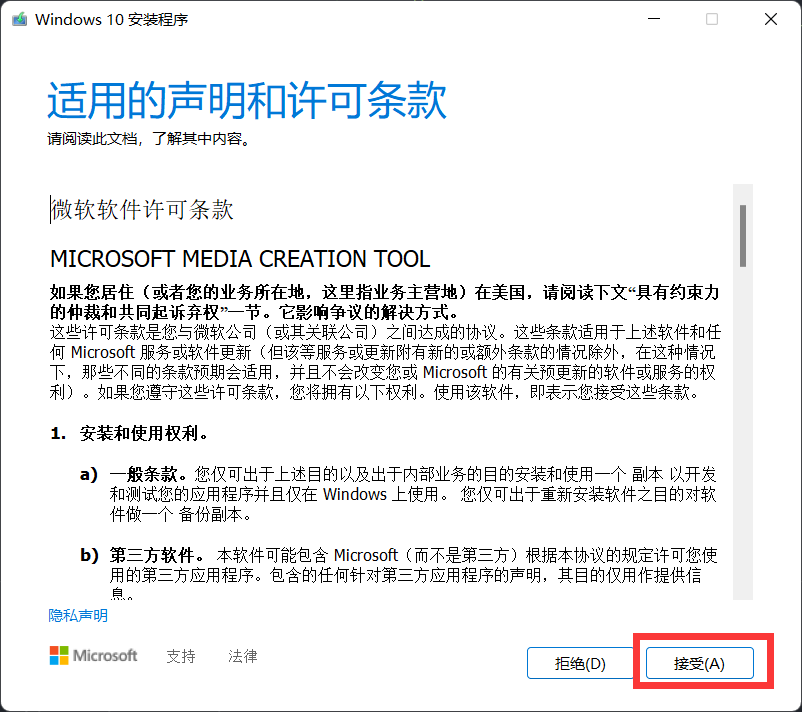 Windows 10 安装程序
适用的声明和许可条款
请阅读此文档，了解其中内容。
微软软件许可条款
MICROSOFT MEDIA CREATION TOOL
如果您居住（或者您的业务所在地，这里指业务主营地）在美国，请阅读下文“具有约束力
的仲裁和共同起诉弃权”一节。它影响争议的解决方式。
这些许可条款是您与微软公司（或其关联公司）之间达成的协议。这些条款适用于上述软件和任
何 Microsoft 服务或软件更新（但该等服务或更新附有新的或额外条款的情况除外，在这种情况
下，那些不同的条款预期会适用，并且不会改变您或 Microsoft 的有关预更新的软件或服务的权
利）。如果您遵守这些许可条款，您将拥有以下权利。使用该软件，即表示您接受这些条款。
1. 安装和使用权利。
a) 一般条款。您仅可出于上述目的以及出于内部业务的目的安装和使用一个 副本 以开发
和测试您的应用程序并且仅在 Windows 上使用。 您仅可出于重新安装软件之目的对软
件做一个 备份副本。
b) 第三方软件。 本软件可能包含 Microsoft（而不是第三方）根据本协议的规定许可您使
用的第三方应用程序。包含的任何针对第三方应用程序的声明，其目的仅用作提供信
息。
隐私声明
Microsoft 支持 法律 拒绝(D) 接受(A)